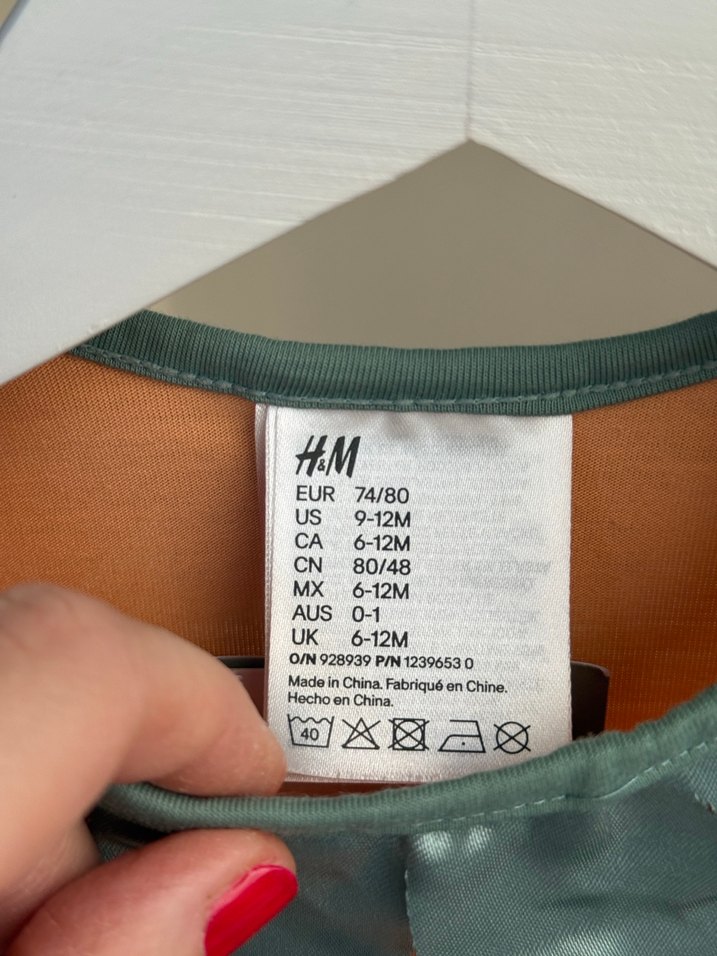 H&M
EUR 74/80
US 9-12M
CA 6-12M
CN 80/48
MX 6-12M
AUS 0-1
UK 6-12M
O/N 928939 P/N 1239653 0
Made in China. Fabriqué en Chine.
Hecho en China.
40